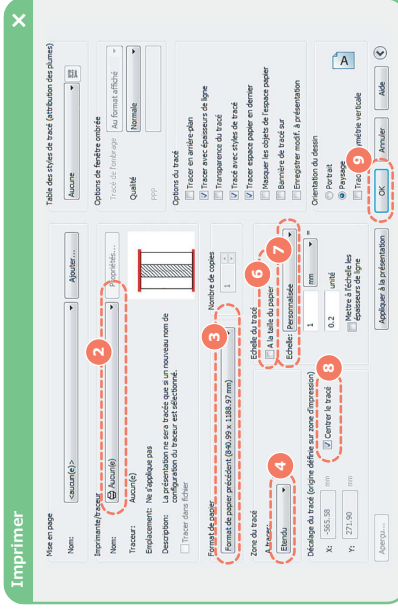 Imprimer
Mise en page
Nom:
<aucun(e)>
Ajouter...
Imprimante/traceur
2
Nom:
Aucun(e)
Propriétés...
Traceur:
Aucun(e)
Emplacement:
Ne s'applique pas
Description:
La présentation ne sera tracée que si un nouveau nom de
configuration du traceur est sélectionné.
Tracer dans fichier
Format de papier
3
Format de papier précédent (840.99 x 1188.97 mm)
Nombre de copies
1
Zone du tracé
A tracer:
4
Etendu
Echelle du tracé
6
A la taille du papier
7
Echelle:
Personnalisée
1
mm
=
0.2
unité
Mettre à l'échelle les
épaisseurs de ligne
Décalage du tracé (origine définie sur zone d'impression)
X:
-565.58
mm
Y:
271.90
mm
8
Centrer le tracé
Table des styles de tracé (attribution des plumes)
Aucune
Options de fenêtre ombrée
Tracé de l'ombrage
Au format affiché
Qualité
Normale
PPP
Options du tracé
Tracer en arrière-plan
Tracer avec épaisseurs de ligne
Transparence du tracé
Tracé avec styles de tracé
Tracer espace papier en dernier
Masquer les objets de l'espace papier
Bannière de tracé sur
Enregistrer modif. à présentation
Orientation du dessin
Portrait
Paysage
A
métrie verticale
9
Aperçu...
Appliquer à la présentation
OK
Annuler
Aide